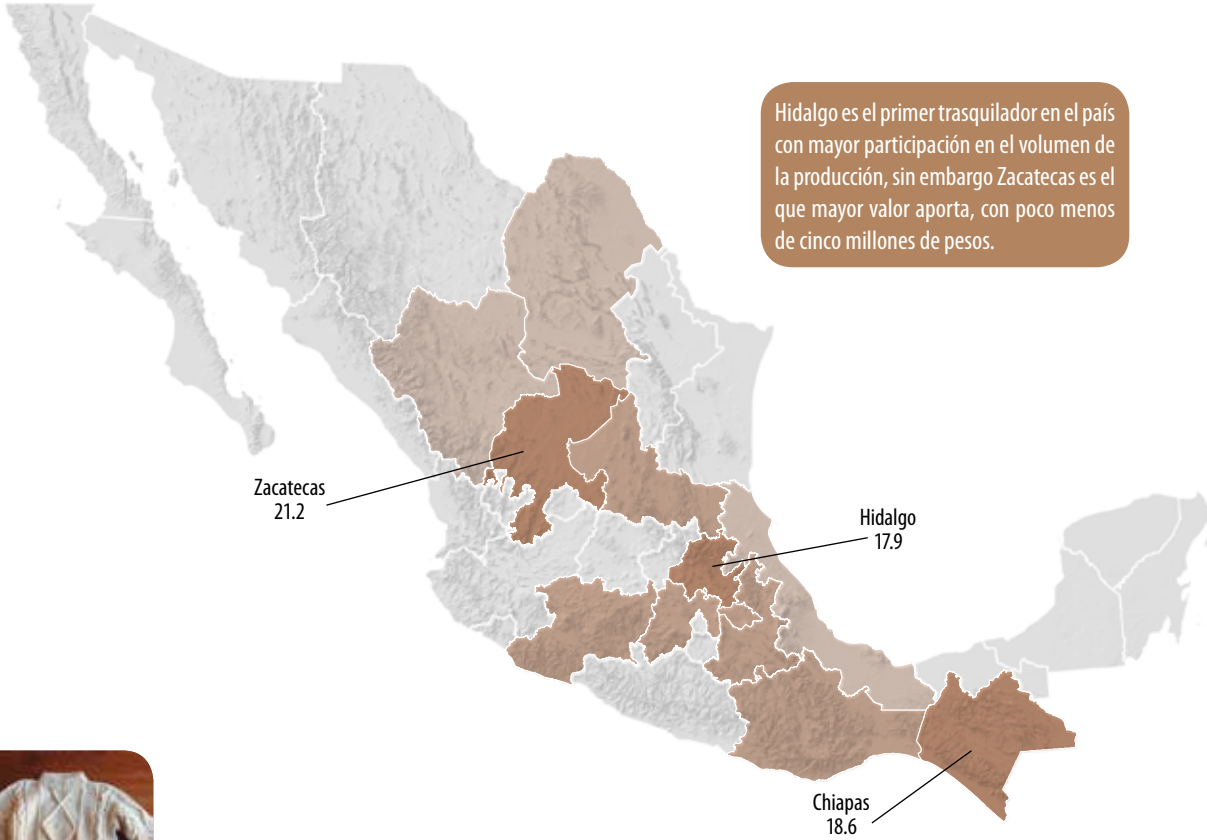 Hidalgo es el primer trasquilador en el país
con mayor participación en el volumen de
la producción, sin embargo Zacatecas es el
que mayor valor aporta, con poco menos
de cinco millones de pesos.
Zacatecas
21.2
Hidalgo
17.9
Chiapas
18.6